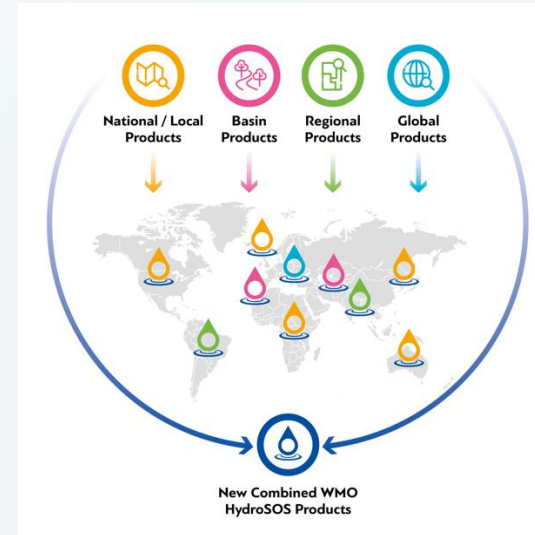 National / Local
Products
Basin
Products
Regional
Products
Global
Products
New Combined WMO
HydroSOS Products